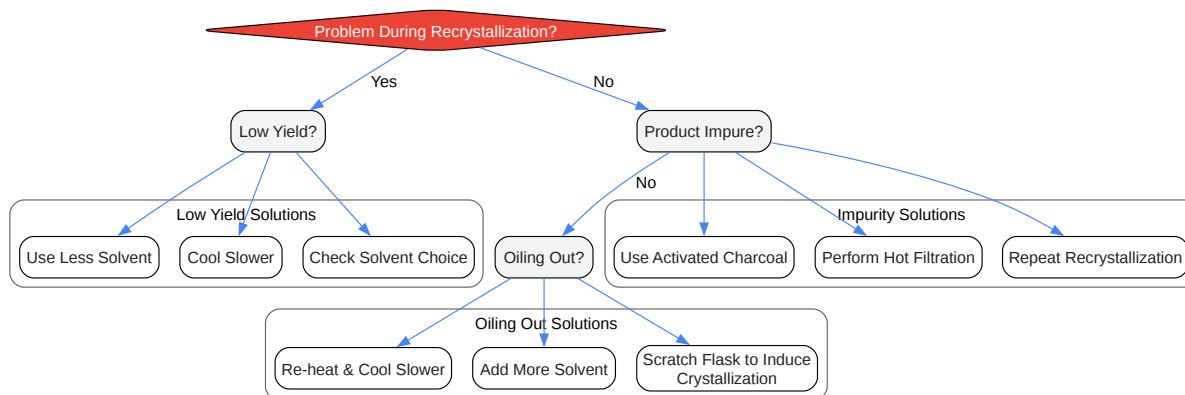 Problem During Recrystallization?
Yes
No
Low Yield?
Product Impure?
No
Low Yield Solutions
Impurity Solutions
Use Less Solvent
Cool Slower
Check Solvent Choice
Oiling Out?
Use Activated Charcoal
Perform Hot Filtration
Repeat Recrystallization
Oiling Out Solutions
Re-heat & Cool Slower
Add More Solvent
Scratch Flask to Induce
Crystallization